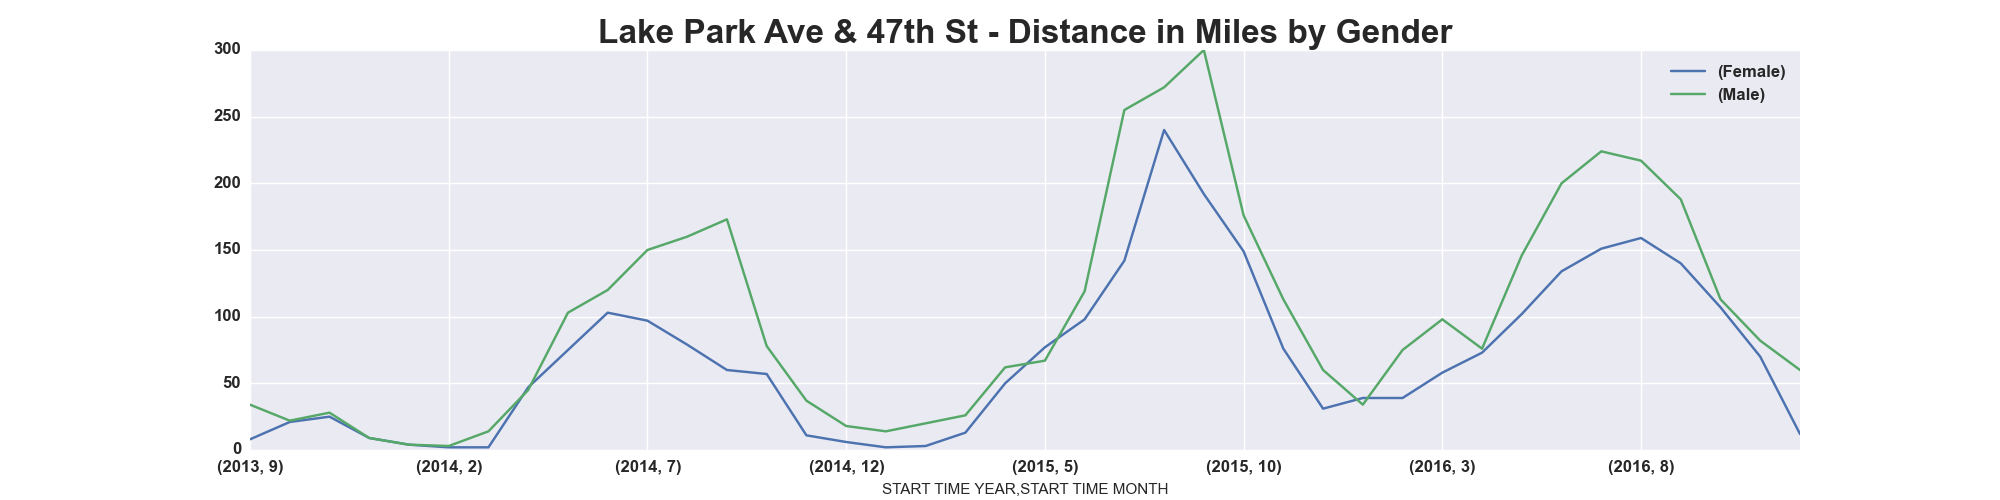 Lake Park Ave & 47th St - Distance in Miles by Gender
300
250
200
150
100
50
0
(Female)
(Male)
(2013, 9) (2014, 2) (2014, 7) (2014, 12) (2015, 5) (2015, 10) (2016, 3) (2016, 8)
START TIME YEAR,START TIME MONTH